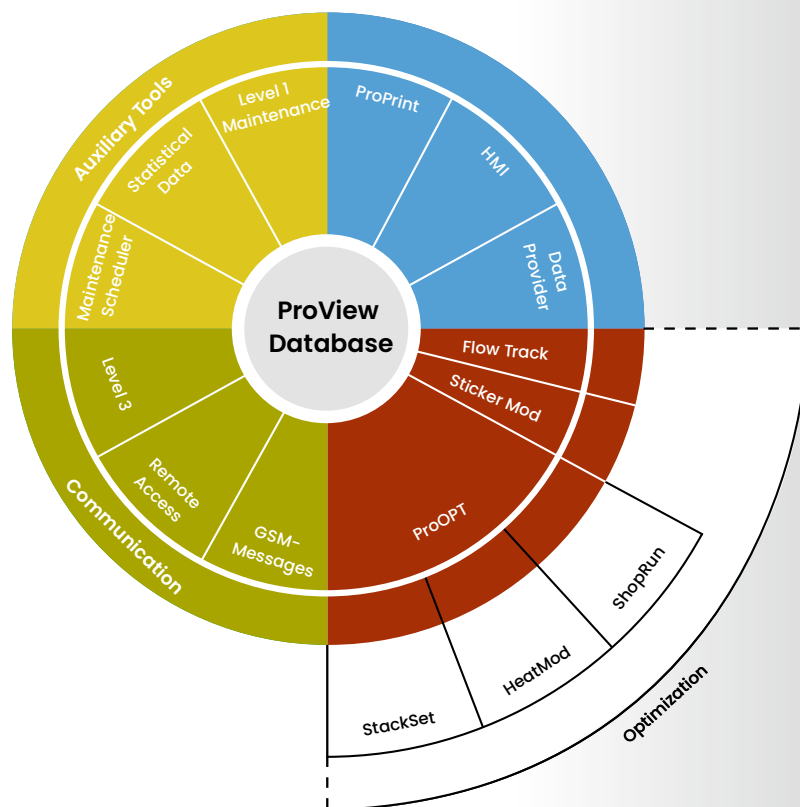 Auxiliary Tools
Level 1
Maintenance
Statistical
Data
Maintenance
Scheduler
ProPrint
HMI
Data
Provider
ProView
Database
Flow Track
Sticker Mod
ProOPT
Level 3
Remote
Access
GSM-
Messages
Communication
ShopRun
HeatMod
StackSet
Optimization